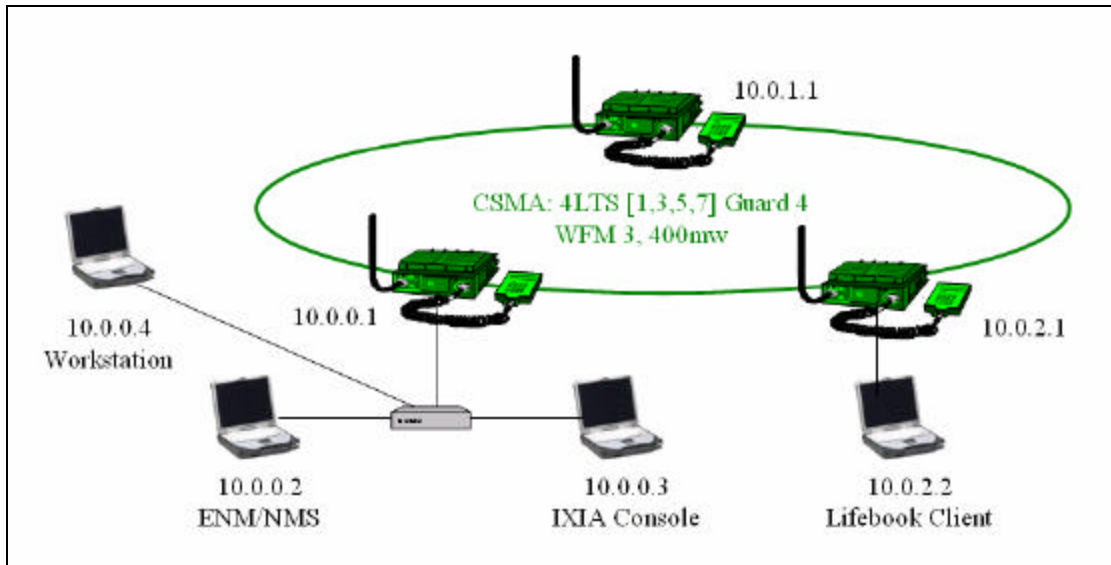 10.0.1.1
CSMA: 4LTS [1,3,5,7] Guard 4
WFM 3, 400mw
10.0.0.1
10.0.2.1
10.0.0.4
Workstation
10.0.0.2
ENM/NMS
10.0.0.3
IXIA Console
10.0.2.2
Lifebook Client